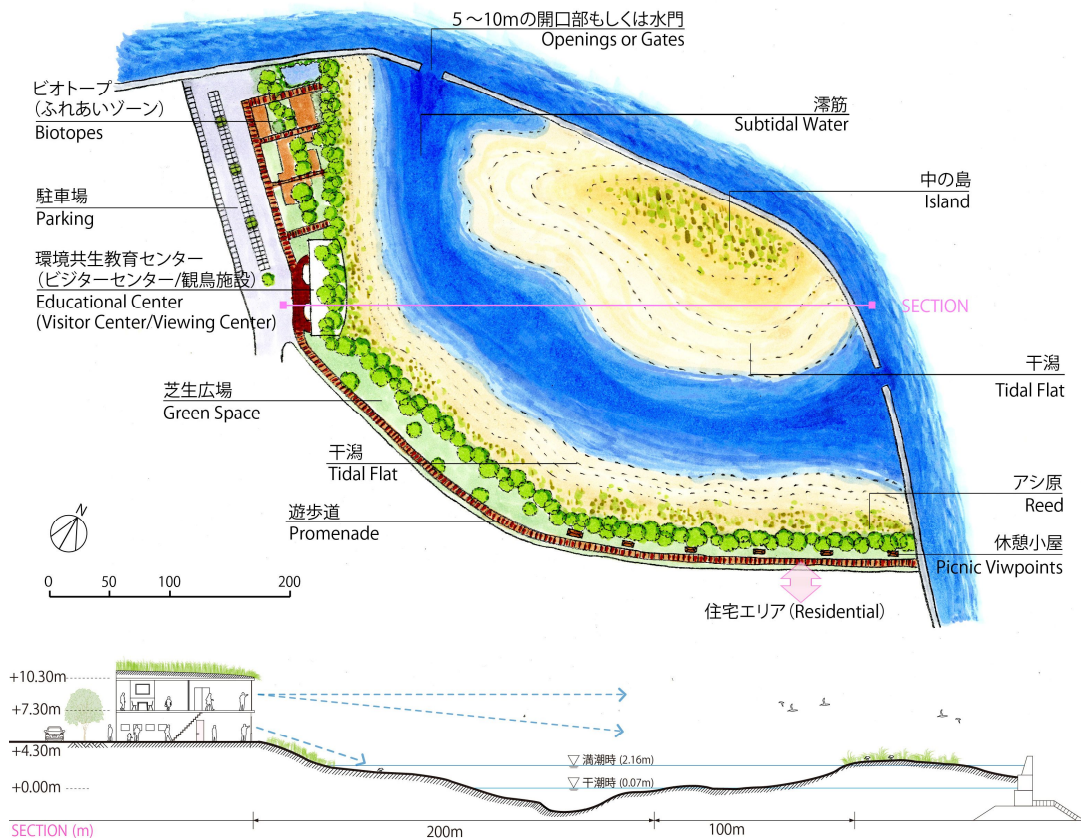 5～10mの開口部もしくは水門
Openings or Gates
ビオトープ
(ふれあいゾーン)
Biotopes
澪筋
Subtidal Water
中の島
Island
駐車場
Parking
環境共生教育センター
(ビジターセンター/観鳥施設)
Educational Center
(Visitor Center/Viewing Center)
SECTION
干潟
Tidal Flat
芝生広場
Green Space
干潟
Tidal Flat
アシ原
Reed
遊歩道
Promenade
休憩小屋
Picnic Viewpoints
N
0 50 100 200
住宅エリア(Residential)
+10.30m
+7.30m
+4.30m
+0.00m
満潮時 (2.16m)
干潮時 (0.07m)
SECTION (m)
200m
100m